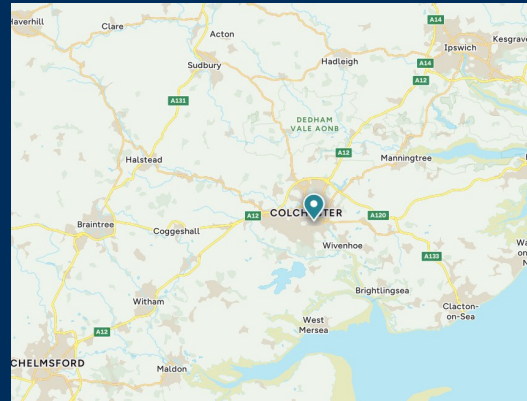 Haverhill
Clare
Acton
A14
Kesgrave
Ipswich
Sudbury
Hadleigh
A14
A12
A131
DEDHAM
VALE AONB
A12
Halstead
Manningtree
COLCHESTER
A12
A120
Braintree
Coggeshall
Wivenhoe
A133
Brightlingsea
Witham
Clacton-
on-Sea
West
Mersea
A12
CHELMSFORD
Maldon